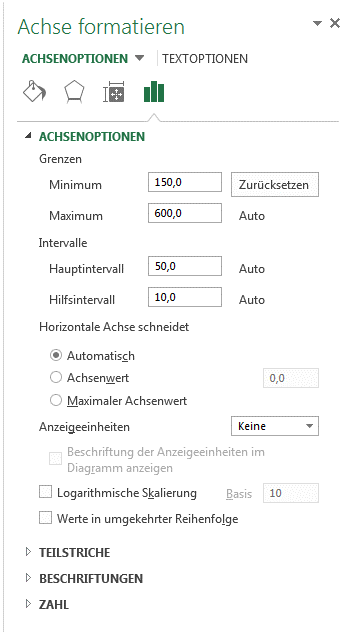 Achse formatieren
ACHSENOPTIONEN TEXTOPTIONEN
ACHSENOPTIONEN
Grenzen
Minimum 150,0 Zurücksetzen
Maximum 600,0 Auto
Intervalle
Hauptintervall 50,0 Auto
Hilfsintervall 10,0 Auto
Horizontale Achse schneidet
Automatisch
Achsenwert 0,0
Maximaler Achsenwert
Anzeigeeinheiten Keine
Beschriftung der Anzeigeeinheiten im
Diagramm anzeigen
Logarithmische Skalierung Basis 10
Werte in umgekehrter Reihenfolge
TEILSTRICHE
BESCHRIFTUNGEN
ZAHL